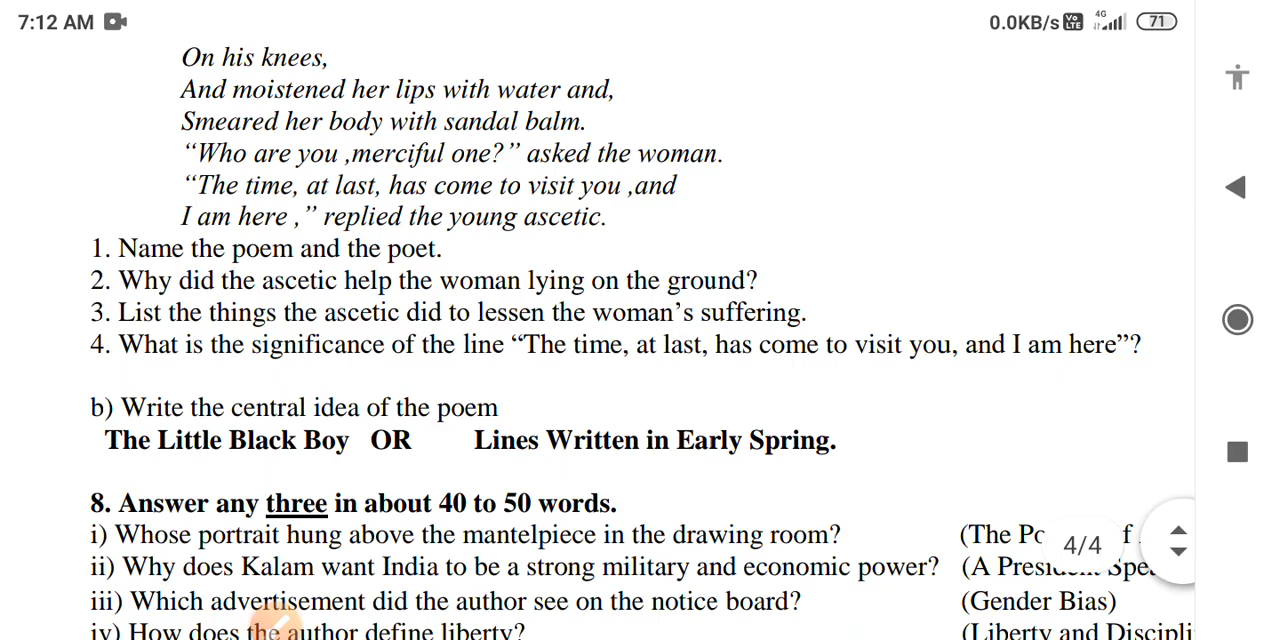 7:12 AM
0.0KB/s Vo LTE 4G 71
On his knees,
And moistened her lips with water and,
Smeared her body with sandal balm.
“Who are you ,merciful one?” asked the woman.
“The time, at last, has come to visit you ,and
I am here ,” replied the young ascetic.
1. Name the poem and the poet.
2. Why did the ascetic help the woman lying on the ground?
3. List the things the ascetic did to lessen the woman’s suffering.
4. What is the significance of the line “The time, at last, has come to visit you, and I am here”?
b) Write the central idea of the poem
The Little Black Boy OR Lines Written in Early Spring.
8. Answer any three in about 40 to 50 words.
i) Whose portrait hung above the mantelpiece in the drawing room? (The
4/4
ii) Why does Kalam want India to be a strong military and economic power? (A
iii) Which advertisement did the author see on the notice board? (Gender Bias)
iv) How does the author define liberty? (Liberty and